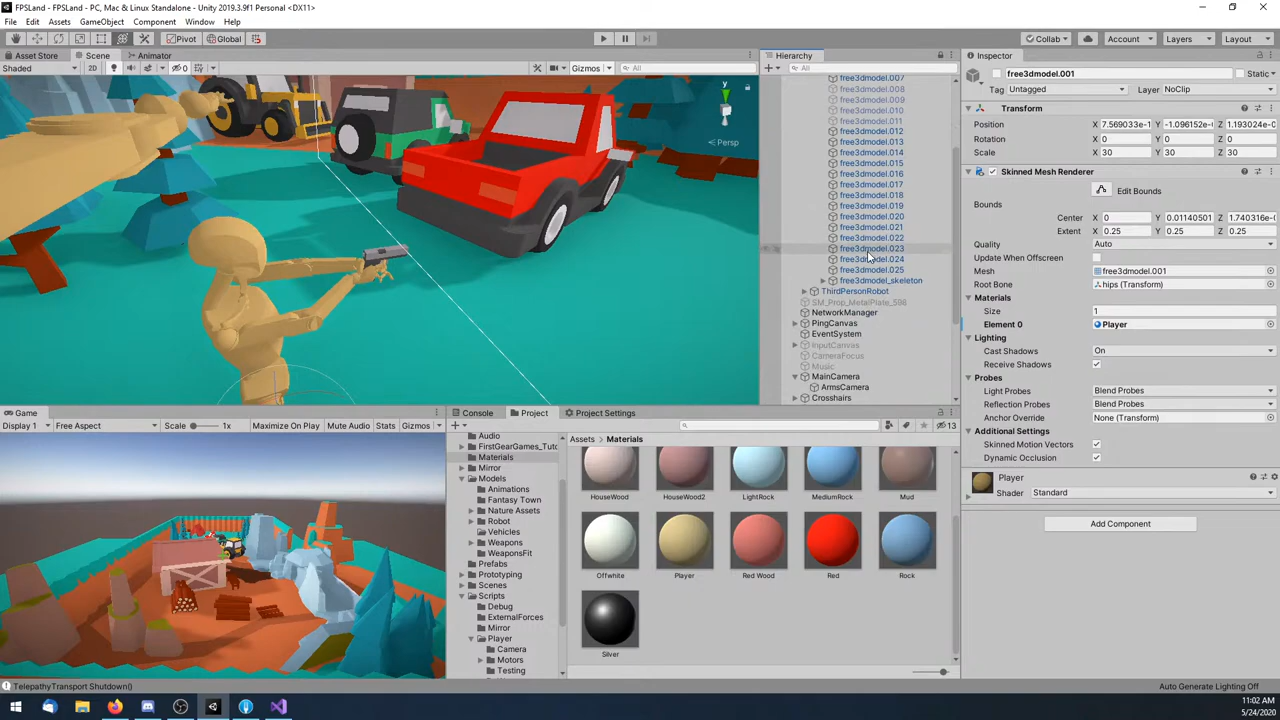 FPSLand - FPSLand - PC, Mac & Linux Standalone - Unity 2019.3.9f1 Personal <DX11>
File Edit Assets GameObject Component Window Help
Pivot Global Collab Account Layers Layout
Asset Store Scene Animator
Shaded 2D 0 Gizmos All
y
Persp
Hierarchy
All
free3dmodel.007
free3dmodel.008
free3dmodel.009
free3dmodel.010
free3dmodel.011
free3dmodel.012
free3dmodel.013
free3dmodel.014
free3dmodel.015
free3dmodel.016
free3dmodel.017
free3dmodel.018
free3dmodel.019
free3dmodel.020
free3dmodel.021
free3dmodel.022
free3dmodel.023
free3dmodel.024
free3dmodel.025
free3dmodel_skeleton
ThirdPersonRobot
SM_Prop_MetalPlate_598
NetworkManager
PingCanvas
EventSystem
InputCanvas
CameraFocus
Music
MainCamera
ArmsCamera
Crosshairs
Inspector
free3dmodel.001 Static
Tag Untagged Layer NoClip
Transform
Position X 7.569033e-1 Y -1.096152e-( Z 1.193024e-0
Rotation X 0 Y 0 Z 0
Scale X 30 Y 30 Z 30
Skinned Mesh Renderer
Edit Bounds
Bounds
Center X 0 Y 0.01140501 Z 1.740316e-0
Extent X 0.25 Y 0.25 Z 0.25
Quality Auto
Update When Offscreen
Mesh free3dmodel.001
Root Bone hips (Transform)
Materials
Size 1
Element 0 Player
Lighting
Cast Shadows On
Receive Shadows
Probes
Light Probes Blend Probes
Reflection Probes Blend Probes
Anchor Override None (Transform)
Additional Settings
Skinned Motion Vectors
Dynamic Occlusion
Player
Shader Standard
Add Component
Game
Display 1 Free Aspect Scale 1x Maximize On Play Mute Audio Stats Gizmos
Console Project Project Settings
13
Audio
FirstGearGames_Tuto
Materials
Mirror
Models
Animations
Fantasy Town
Nature Assets
Robot
Vehicles
Weapons
WeaponsFit
Prefabs
Prototyping
Scenes
Scripts
Debug
ExternalForces
Mirror
Player
Camera
Motors
Testing
Assets > Materials
HouseWood HouseWood2 LightRock MediumRock Mud
Offwhite Player Red Wood Red Rock
Silver
TelepathyTransport Shutdown() Auto Generate Lighting Off
11:02 AM
5/24/2020